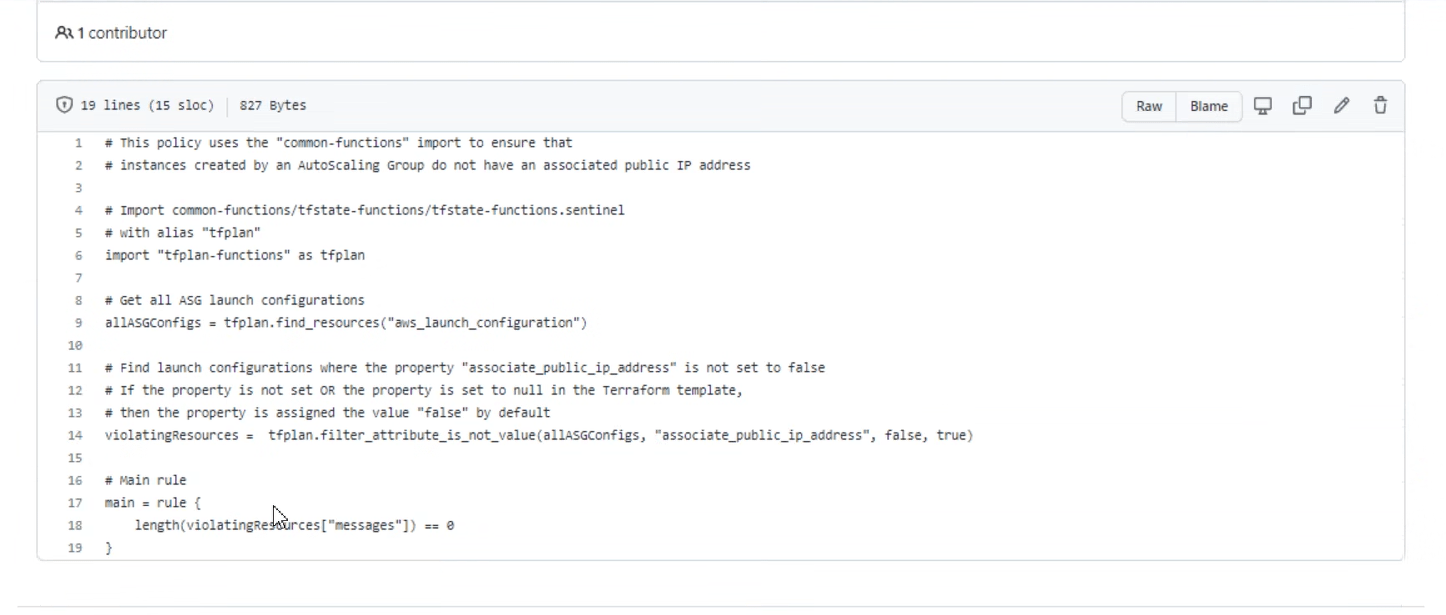 1 contributor
19 lines (15 sloc) 827 Bytes Raw Blame
1 # This policy uses the "common-functions" import to ensure that
2 # instances created by an AutoScaling Group do not have an associated public IP address
3
4 # Import common-functions/tfstate-functions/tfstate-functions.sentinel
5 # with alias "tfplan"
6 import "tfplan-functions" as tfplan
7
8 # Get all ASG launch configurations
9 allASGConfigs = tfplan.find_resources("aws_launch_configuration")
10
11 # Find launch configurations where the property "associate_public_ip_address" is not set to false
12 # If the property is not set OR the property is set to null in the Terraform template,
13 # then the property is assigned the value "false" by default
14 violatingResources =  tfplan.filter_attribute_is_not_value(allASGConfigs, "associate_public_ip_address", false, true)
15
16 # Main rule
17 main = rule {
18     length(violatingResources["messages"]) == 0
19 }